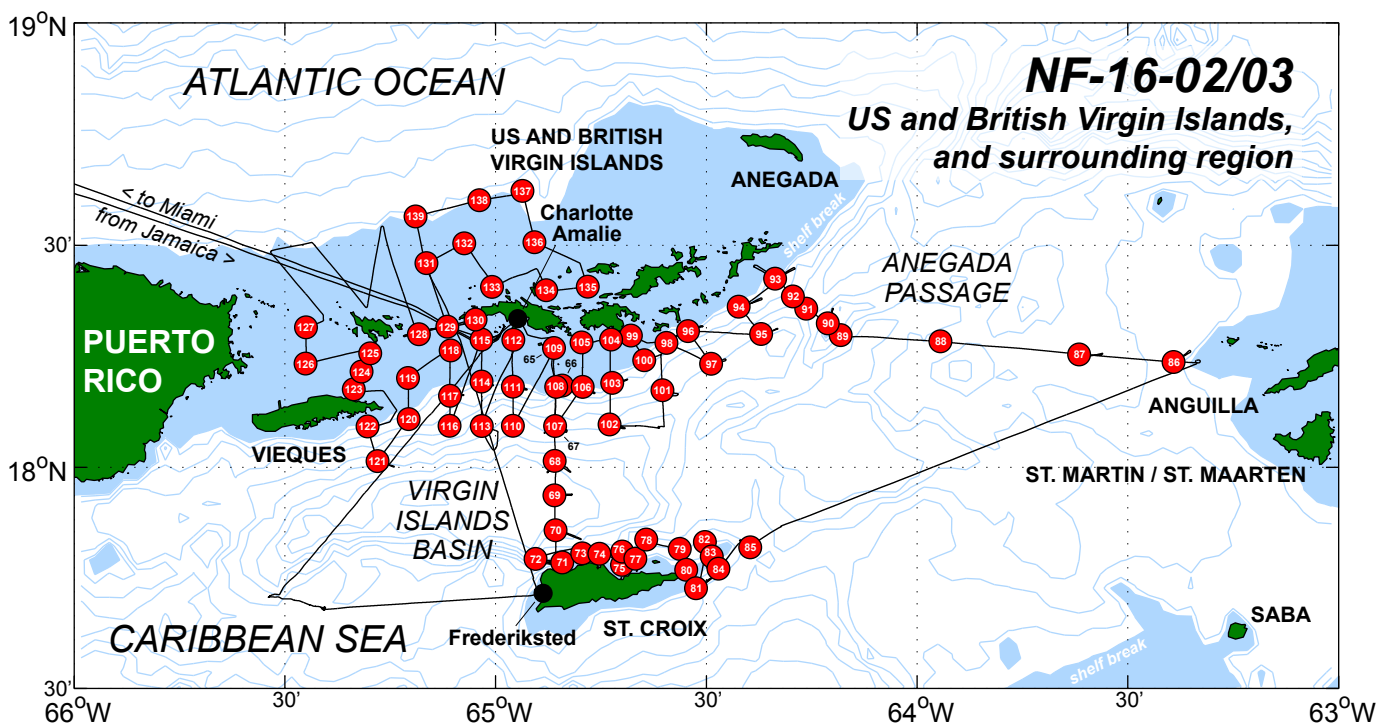 19°N
ATLANTIC OCEAN
NF-16-02/03
US and British Virgin Islands,
and surrounding region
US AND BRITISH
VIRGIN ISLANDS
ANEGADA
shelf break
< to Miami
from Jamaica >
Charlotte
Amalie
30'
ANEGADA
PASSAGE
PUERTO
RICO
VIEQUES
ANGUILLA
ST. MARTIN / ST. MAARTEN
18°N
VIRGIN
ISLANDS
BASIN
CARIBBEAN SEA
Frederiksted
ST. CROIX
SABA
shelf break
137
138
139
136
132
131
133
134
135
93
92
91
90
89
94
95
96
88
87
86
127
126
125
124
123
122
121
120
119
128
129
130
118
117
116
115
114
113
112
111
110
65
109
66
108
107
67
105
106
104
103
102
99
100
98
101
97
68
69
70
71
72
73
74
75
76
77
78
79
80
81
82
83
84
85
30'
66°W
30'
65°W
30'
64°W
30'
63°W